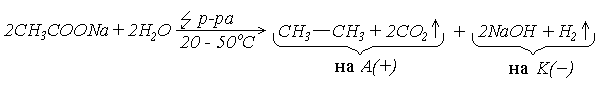 2CH₃COONa + 2H₂O р-ра 20 - 50°C CH₃—CH₃ + 2CO₂↑ + 2NaOH + H₂↑
на A(+) на K(−)